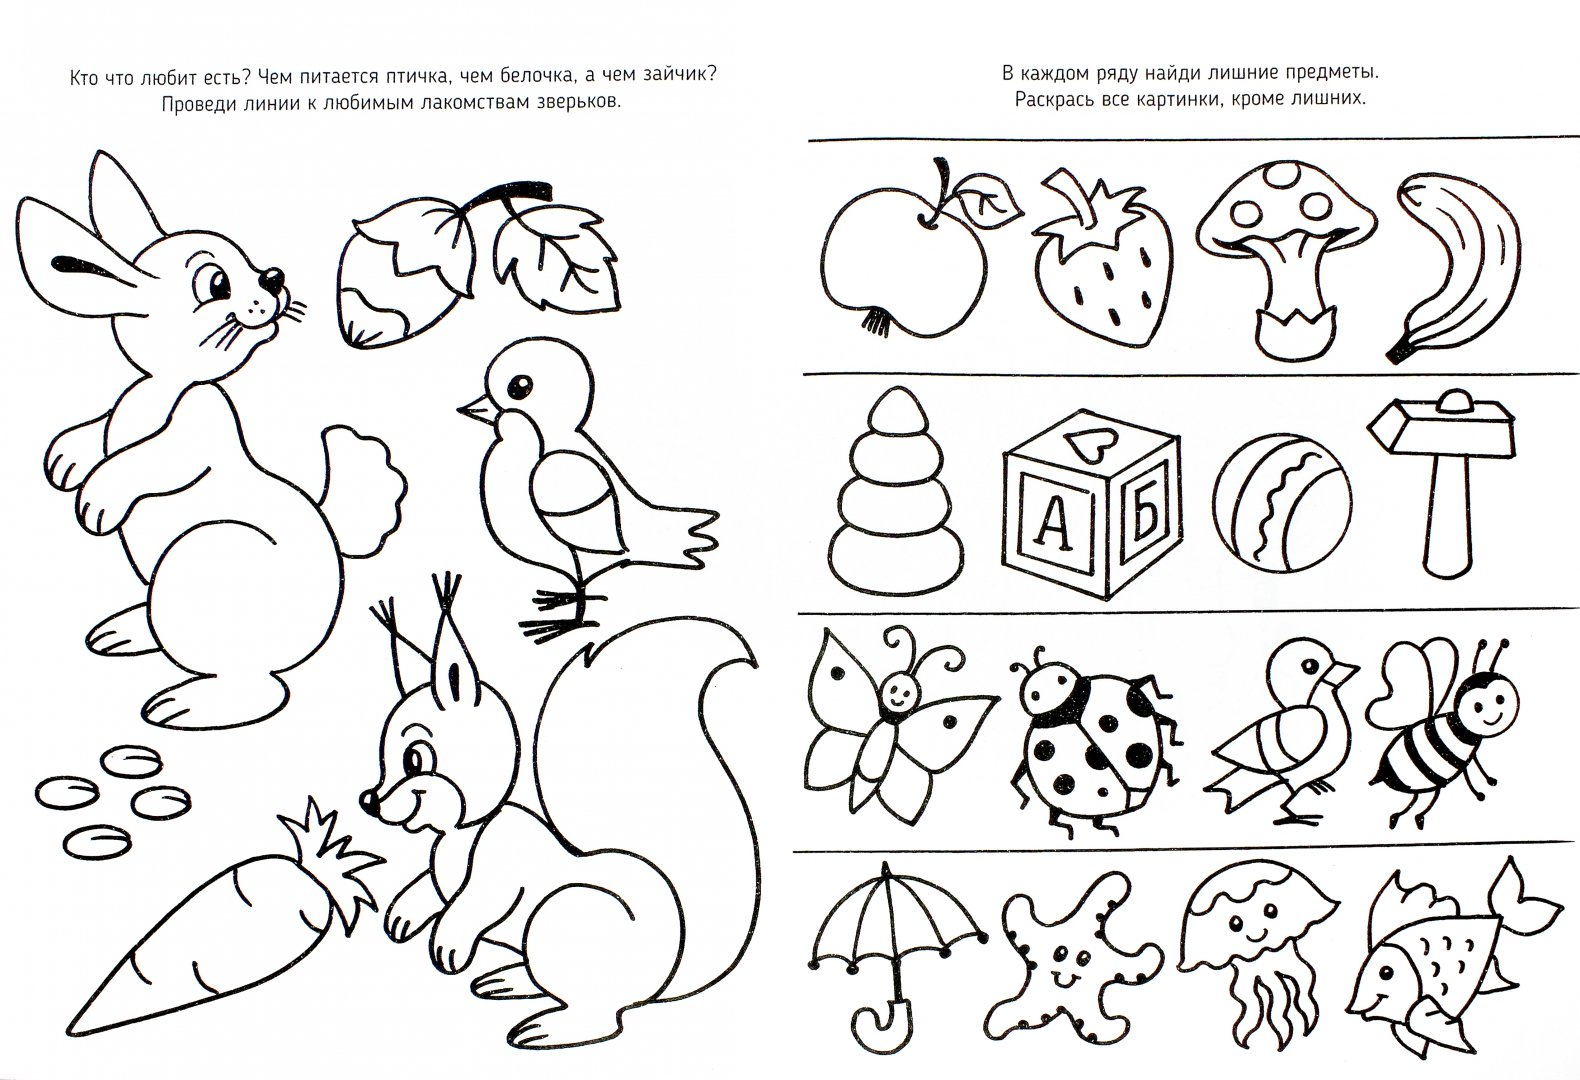 Кто что любит есть? Чем питается птичка, чем белочка, а чем зайчик?
Проведи линии к любимым лакомствам зверьков.
В каждом ряду найди лишние предметы.
Раскрась все картинки, кроме лишних.
А Б